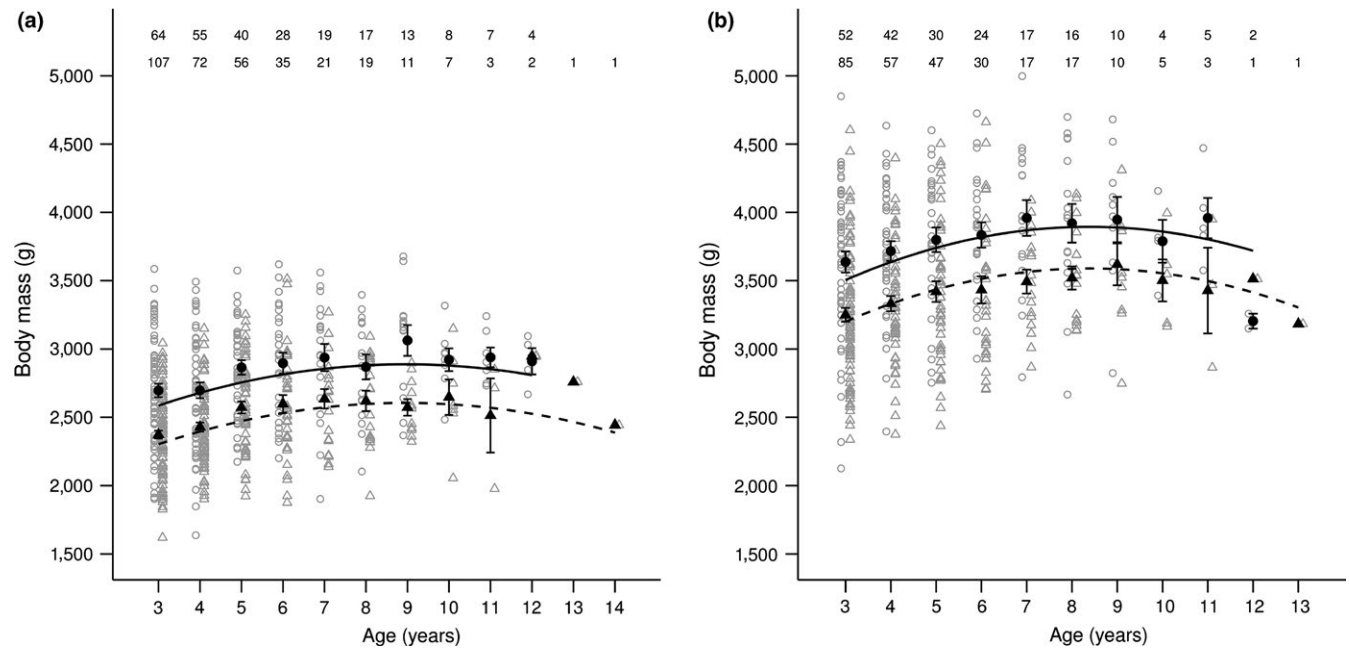 (a)
64 55 40 28 19 17 13 8 7 4
107 72 56 35 21 19 11 7 3 2 1 1
5,000
4,500
4,000
3,500
3,000
2,500
2,000
1,500
Body mass (g)
3 4 5 6 7 8 9 10 11 12 13 14
Age (years)
(b)
52 42 30 24 17 16 10 4 5 2
85 57 47 30 17 17 10 5 3 1 1
5,000
4,500
4,000
3,500
3,000
2,500
2,000
1,500
Body mass (g)
3 4 5 6 7 8 9 10 11 12 13
Age (years)